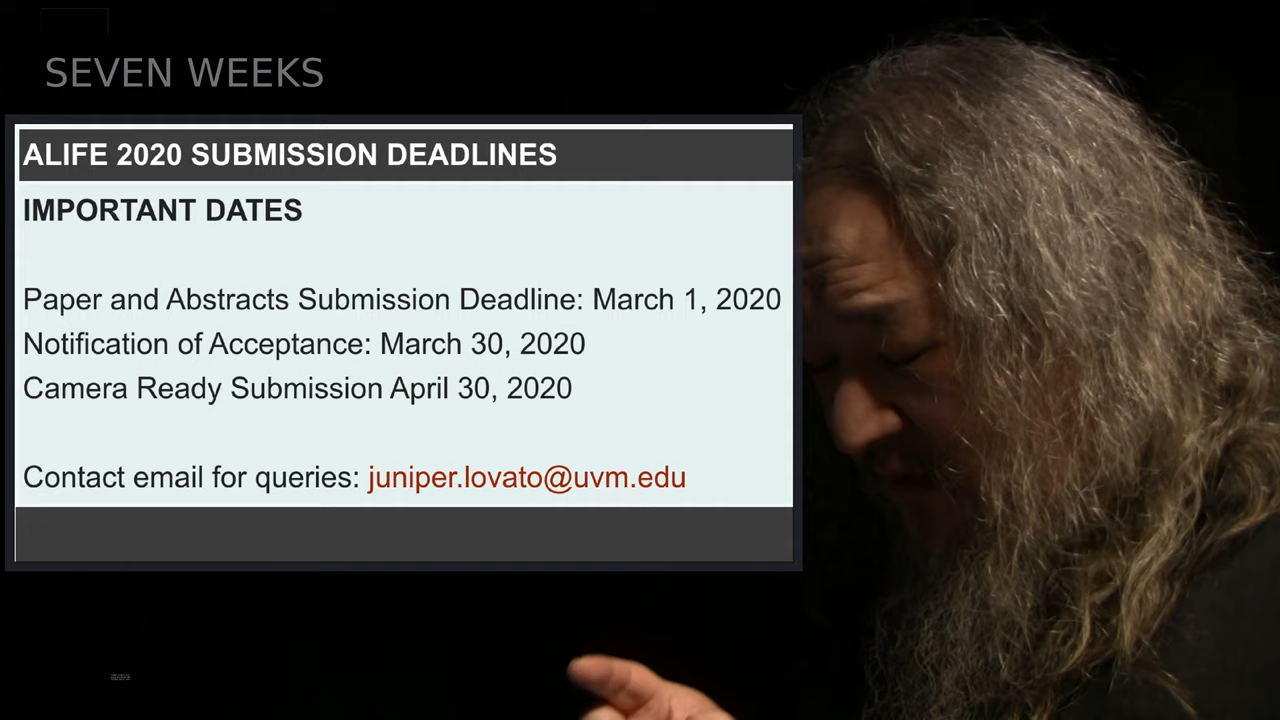 SEVEN WEEKS
ALIFE 2020 SUBMISSION DEADLINES
IMPORTANT DATES
Paper and Abstracts Submission Deadline: March 1, 2020
Notification of Acceptance: March 30, 2020
Camera Ready Submission April 30, 2020
Contact email for queries: juniper.lovato@uvm.edu